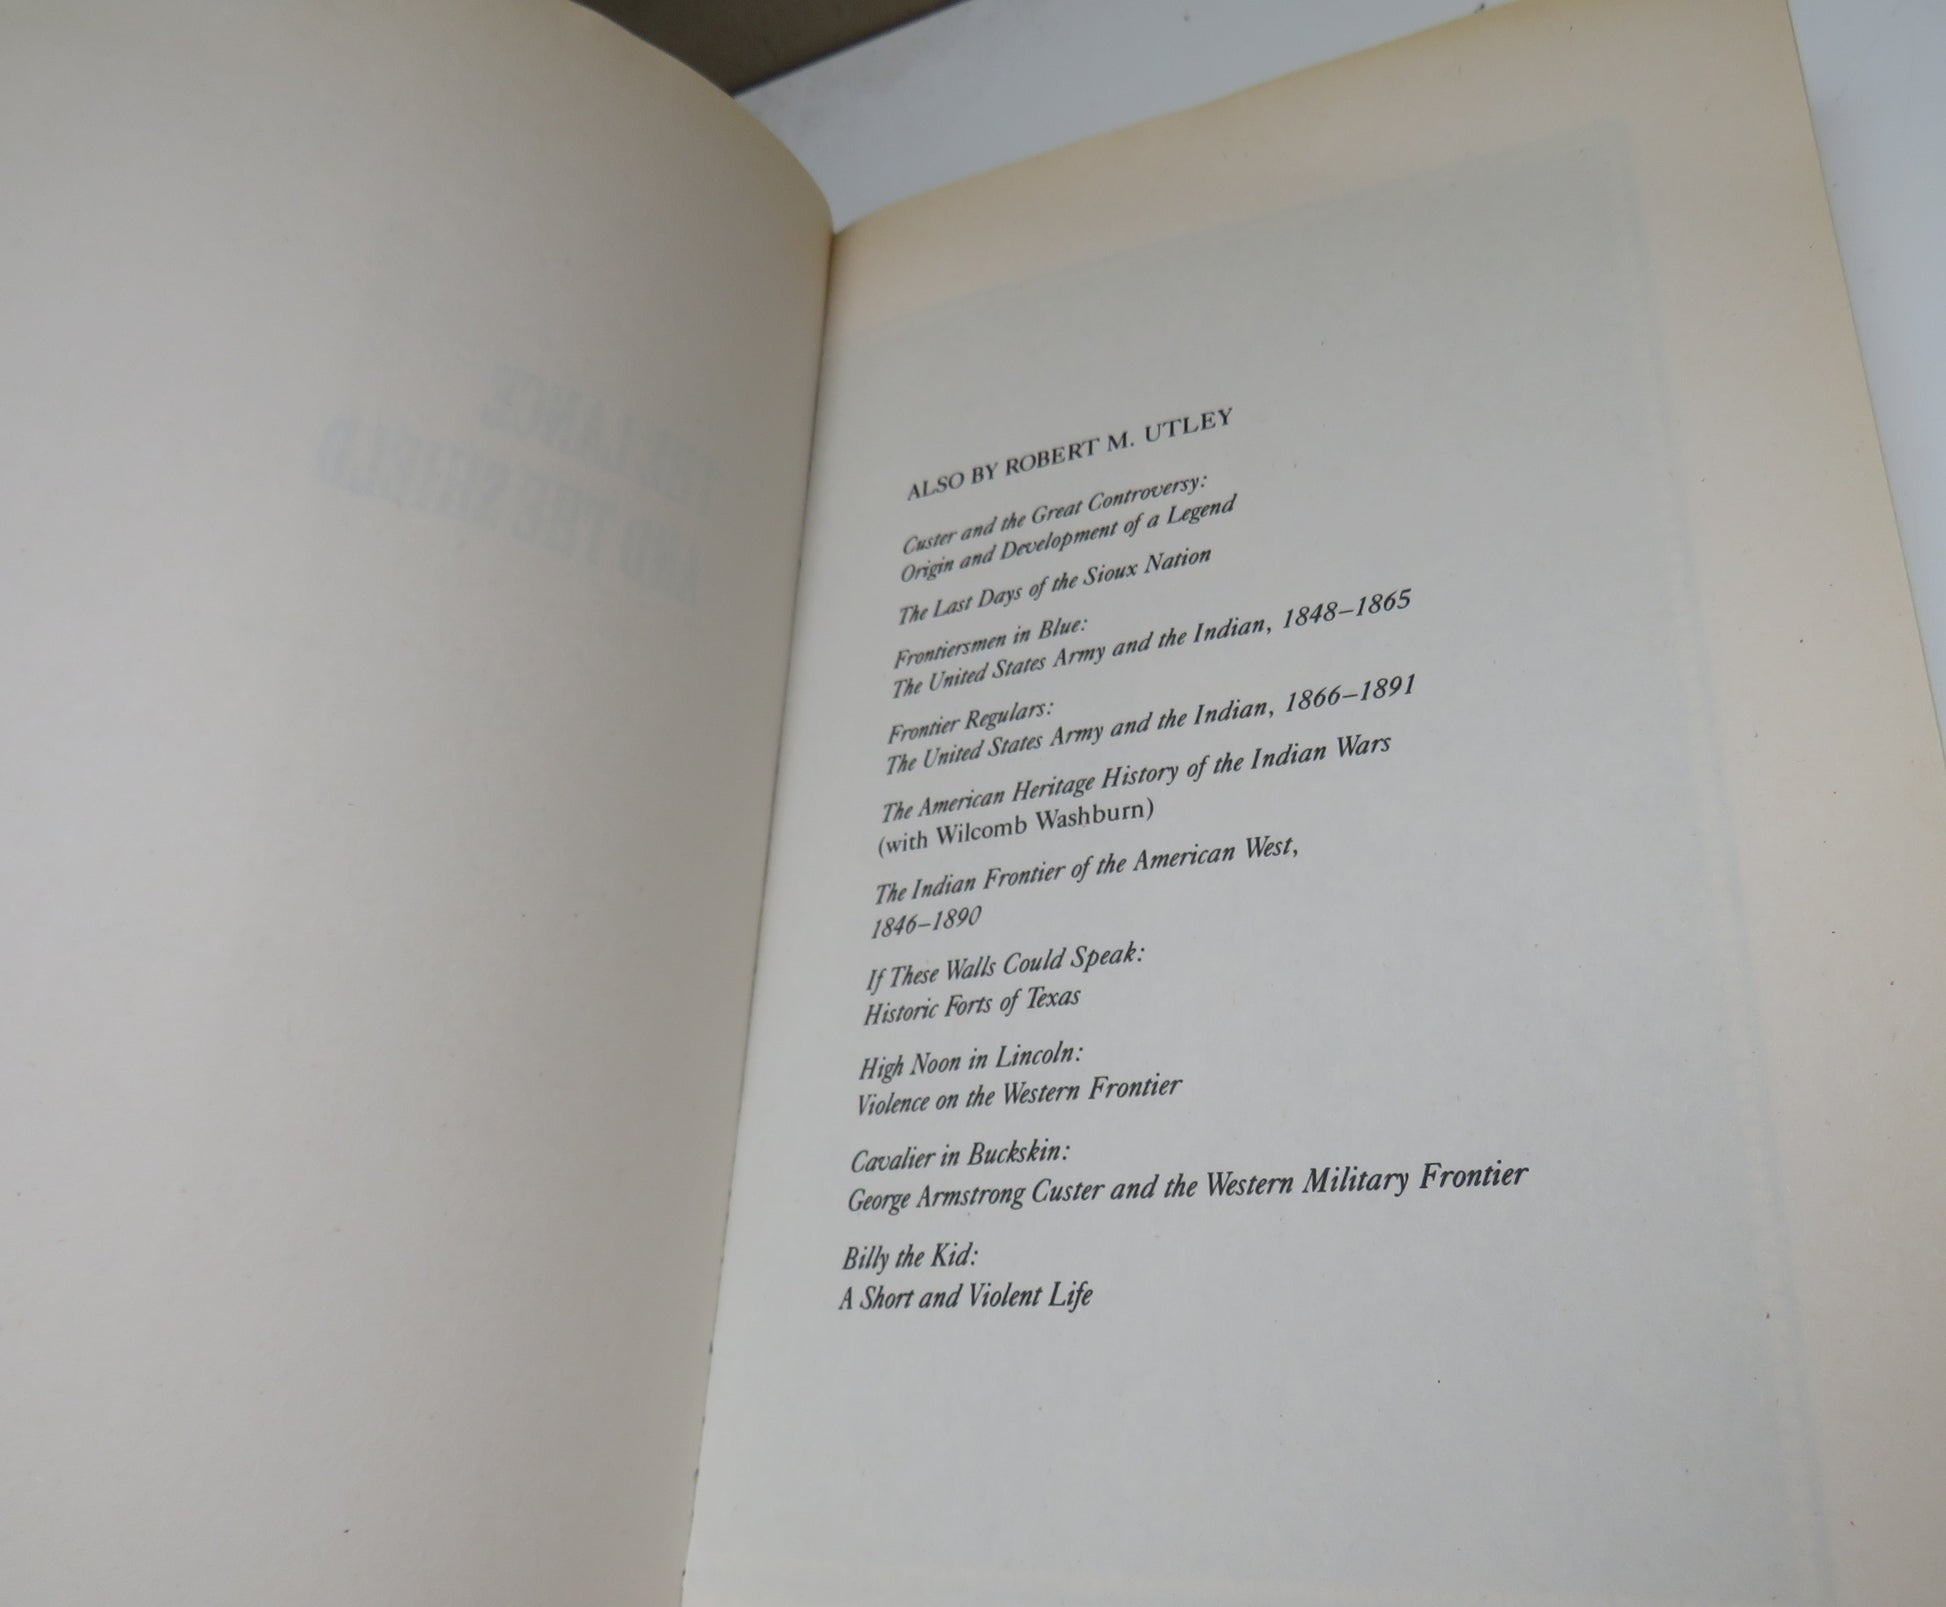 THE LANCE
AND THE SHIELD
ALSO BY ROBERT M. UTLEY
Custer and the Great Controversy:
Origin and Development of a Legend
The Last Days of the Sioux Nation
Frontiersmen in Blue:
The United States Army and the Indian, 1848–1865
Frontier Regulars:
The United States Army and the Indian, 1866–1891
The American Heritage History of the Indian Wars
(with Wilcomb Washburn)
The Indian Frontier of the American West,
1846–1890
If These Walls Could Speak:
Historic Forts of Texas
High Noon in Lincoln:
Violence on the Western Frontier
Cavalier in Buckskin:
George Armstrong Custer and the Western Military Frontier
Billy the Kid:
A Short and Violent Life